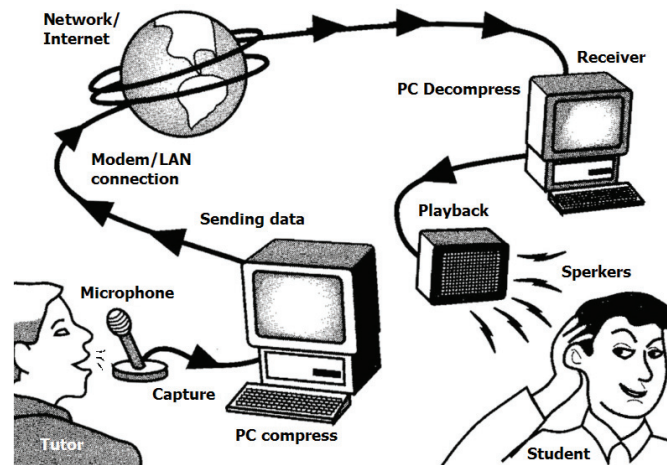 Network/
Internet
Receiver
PC Decompress
Modem/LAN
connection
Sending data
Playback
Sperkers
Microphone
Capture
Tutor
PC compress
Student